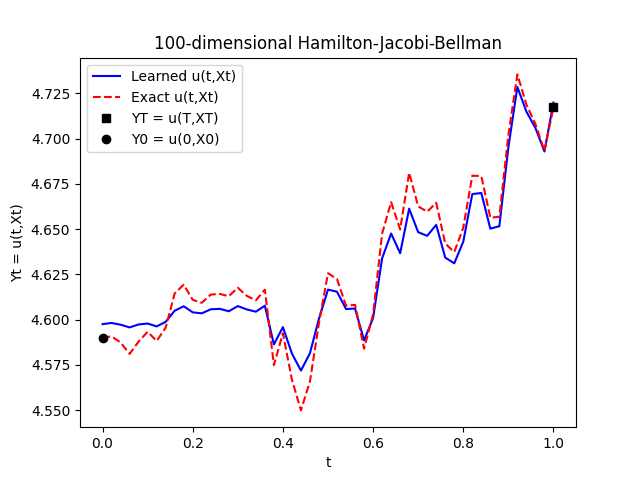 100-dimensional Hamilton-Jacobi-Bellman
Learned u(t,Xt)
Exact u(t,Xt)
YT = u(T,XT)
Y0 = u(0,X0)
Yt = u(t,Xt)
4.725
4.700
4.675
4.650
4.625
4.600
4.575
4.550
0.0 0.2 0.4 0.6 0.8 1.0
t